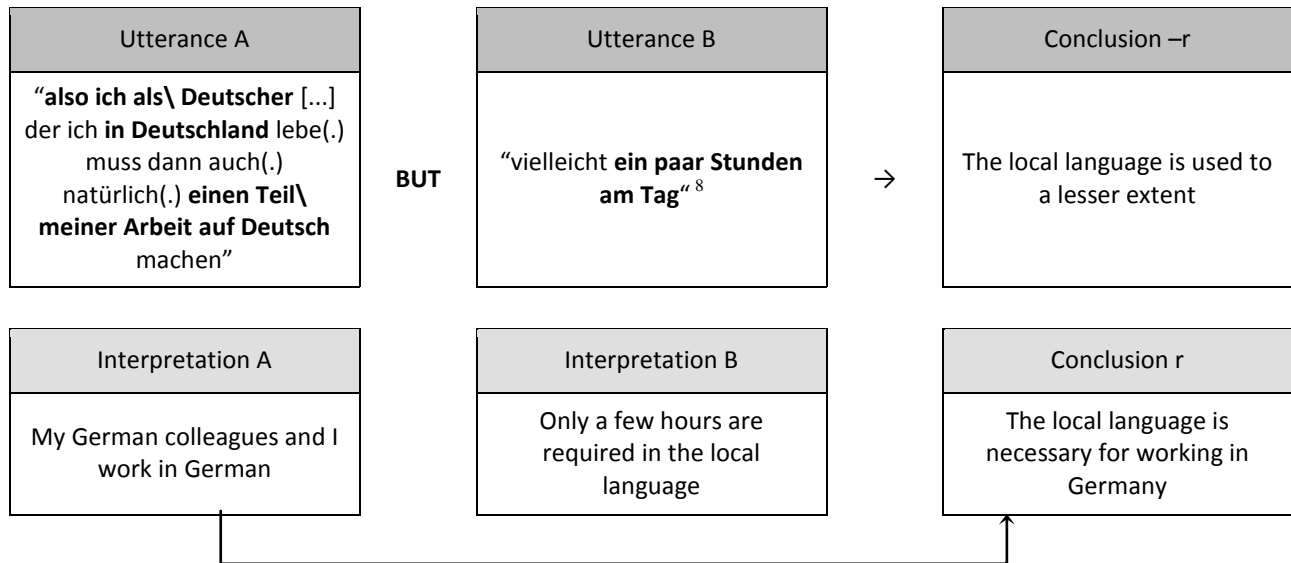 Utterance A
“also ich als\ Deutscher [...]
der ich in Deutschland lebe(.)
muss dann auch(.)
natürlich(.) einen Teil\
meiner Arbeit auf Deutsch
machen”
BUT
Utterance B
“vielleicht ein paar Stunden
am Tag“ 8
→
Conclusion –r
The local language is used to
a lesser extent
Interpretation A
My German colleagues and I
work in German
Interpretation B
Only a few hours are
required in the local
language
Conclusion r
The local language is
necessary for working in
Germany